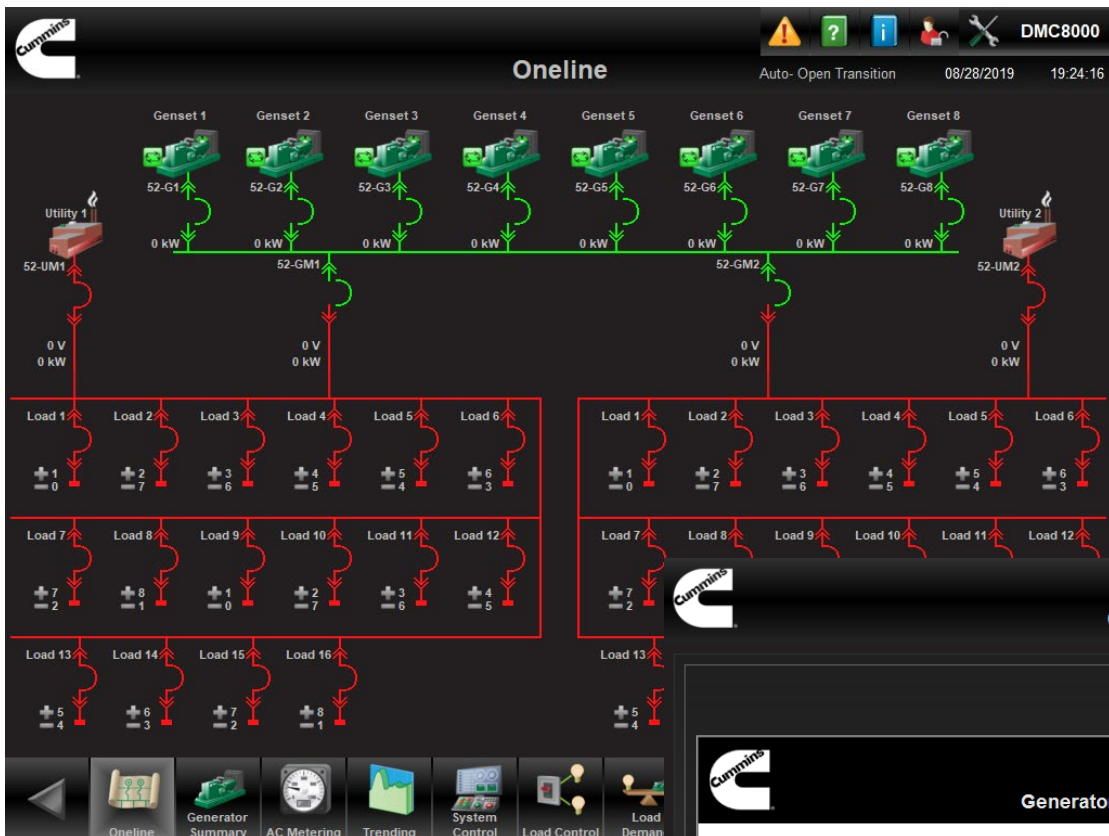 cummins
DMC8000
Oneline
Auto- Open Transition 08/28/2019 19:24:16
Genset 1 Genset 2 Genset 3 Genset 4 Genset 5 Genset 6 Genset 7 Genset 8
52-G1 52-G2 52-G3 52-G4 52-G5 52-G6 52-G7 52-G8
Utility 1 Utility 2
0 kW 0 kW 0 kW 0 kW 0 kW 0 kW 0 kW 0 kW
52-UM1 52-GM1 52-GM2 52-UM2
0 V 0 V 0 V 0 V
0 kW 0 kW 0 kW 0 kW
Load 1 Load 2 Load 3 Load 4 Load 5 Load 6 Load 1 Load 2 Load 3 Load 4 Load 5 Load 6
1 2 3 4 5 6 1 2 3 4 5 6
0 7 6 5 4 3 0 7 6 5 4 3
Load 7 Load 8 Load 9 Load 10 Load 11 Load 12 Load 7 Load 8 Load 9 Load 10 Load 11 Load 12
7 8 1 2 3 4 7
2 1 0 7 6 5 2
cummins
Load 13 Load 14 Load 15 Load 16 Load 13
5 6 7 8 5
4 3 2 1 4
cummins
Generato
Oneline
Generator
Summary
AC Metering
Trending
System
Control
Load Control
Load
Deman